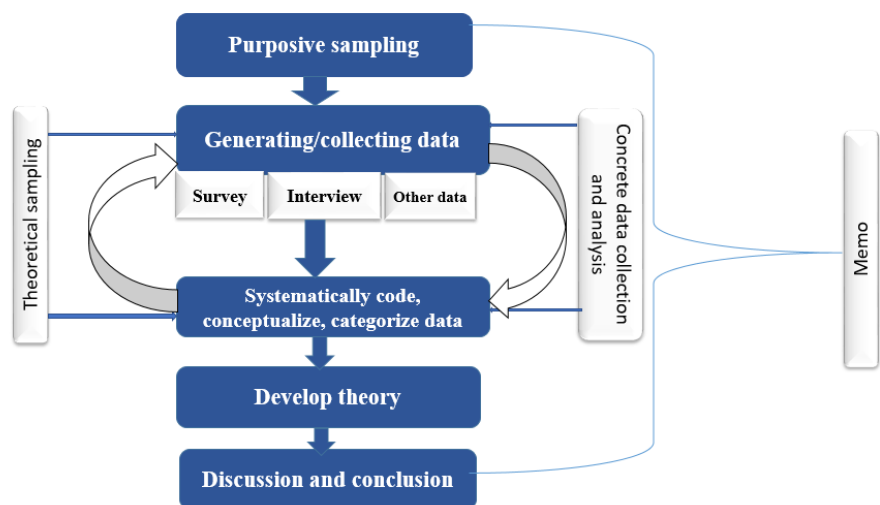 Purposive sampling
Generating/collecting data
Survey
Interview
Other data
Systematically code,
conceptualize, categorize data
Develop theory
Discussion and conclusion
Theoretical sampling
Concrete data collection
and analysis
Memo